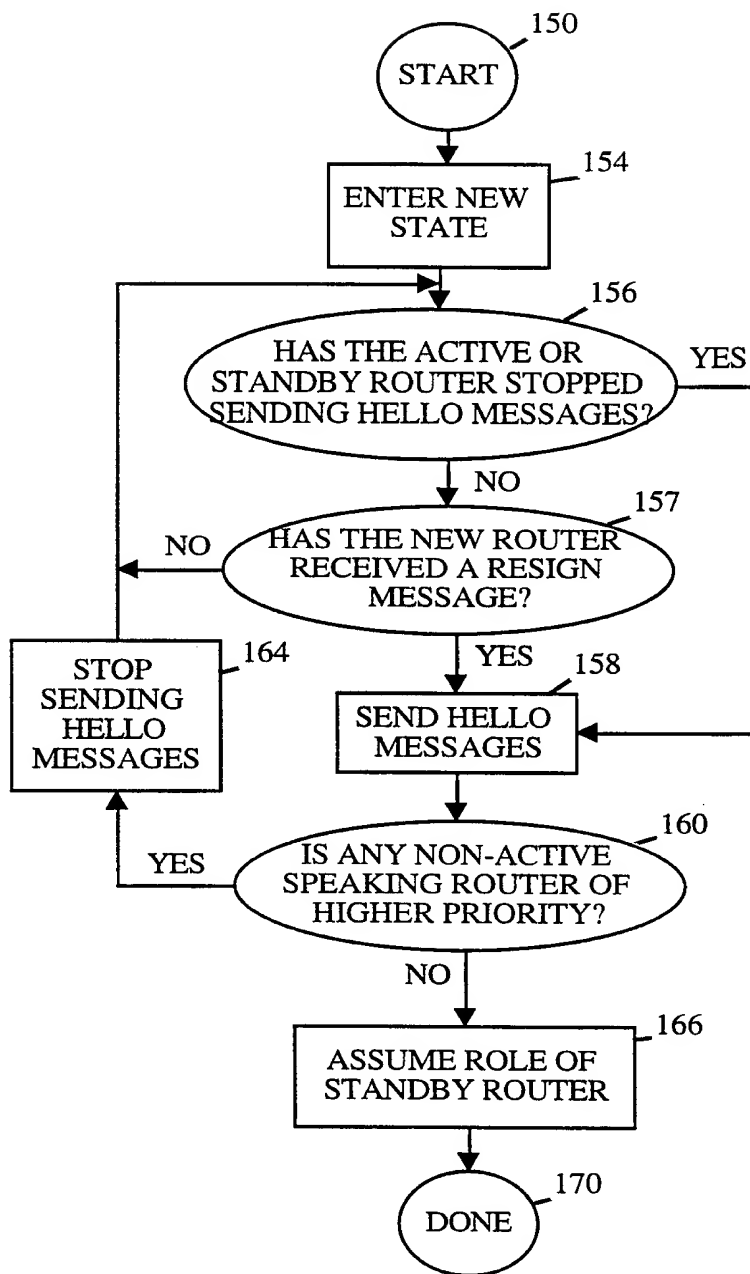 150
START
154
ENTER NEW
STATE
156
HAS THE ACTIVE OR
STANDBY ROUTER STOPPED
SENDING HELLO MESSAGES?
YES
NO
157
HAS THE NEW ROUTER
RECEIVED A RESIGN
MESSAGE?
NO
YES
164
STOP
SENDING
HELLO
MESSAGES
158
SEND HELLO
MESSAGES
160
IS ANY NON-ACTIVE
SPEAKING ROUTER OF
HIGHER PRIORITY?
YES
NO
166
ASSUME ROLE OF
STANDBY ROUTER
170
DONE